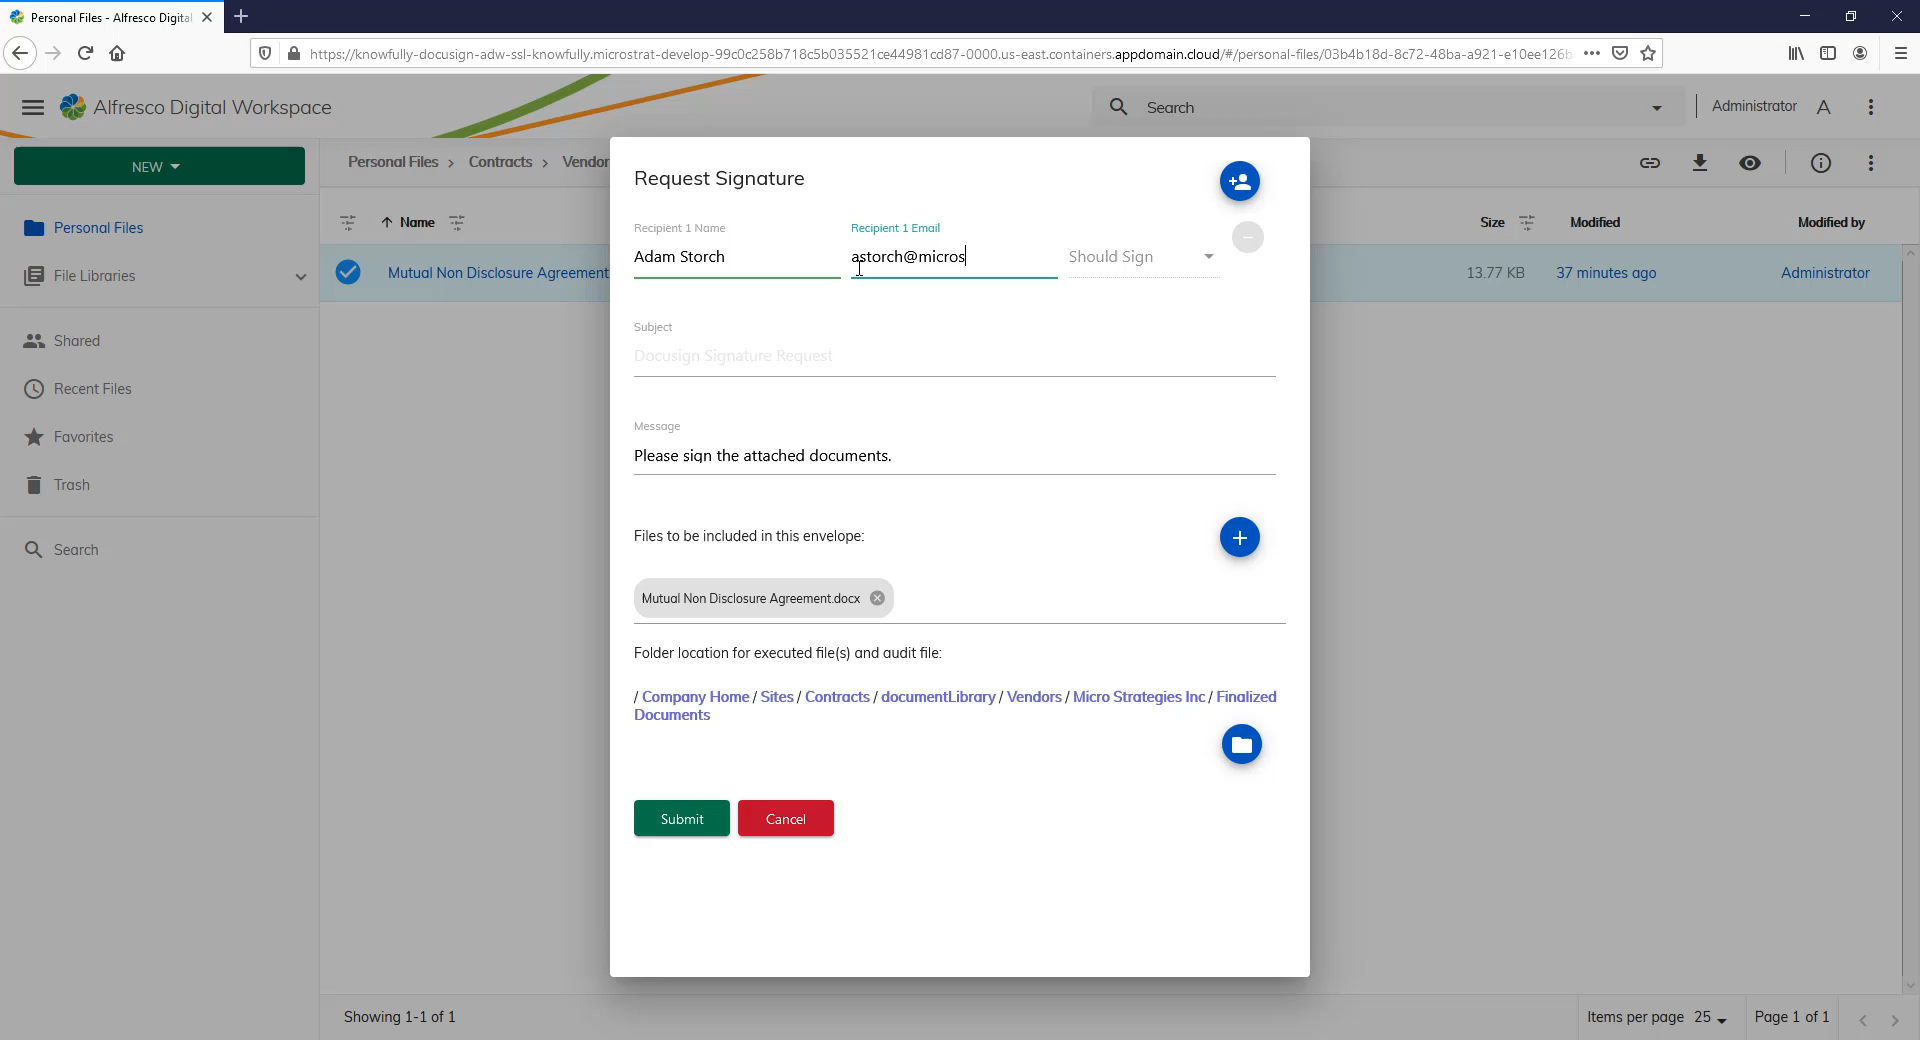 Personal Files - Alfresco Digital
https://knowfully-docusign-adw-ssl-knowfully.microstrat-develop-99c0c258b718c5b035521ce44981cd87-0000.us-east.containers.appdomain.cloud/#/personal-files/03b4b18d-8c72-48ba-a921-e10ee126b
Alfresco Digital Workspace
Search
Administrator
A
NEW
Personal Files > Contracts > Vendor
Request Signature
Personal Files
Name
Size
Modified
Modified by
Recipient 1 Name
Recipient 1 Email
Adam Storch
astorch@micros
Should Sign
File Libraries
Mutual Non Disclosure Agreement
13.77 KB
37 minutes ago
Administrator
Subject
Docusign Signature Request
Shared
Recent Files
Favorites
Trash
Search
Message
Please sign the attached documents.
Files to be included in this envelope:
Mutual Non Disclosure Agreement.docx
Folder location for executed file(s) and audit file:
/ Company Home / Sites / Contracts / documentLibrary / Vendors / Micro Strategies Inc / Finalized
Documents
Submit
Cancel
Showing 1-1 of 1
Items per page 25
Page 1 of 1